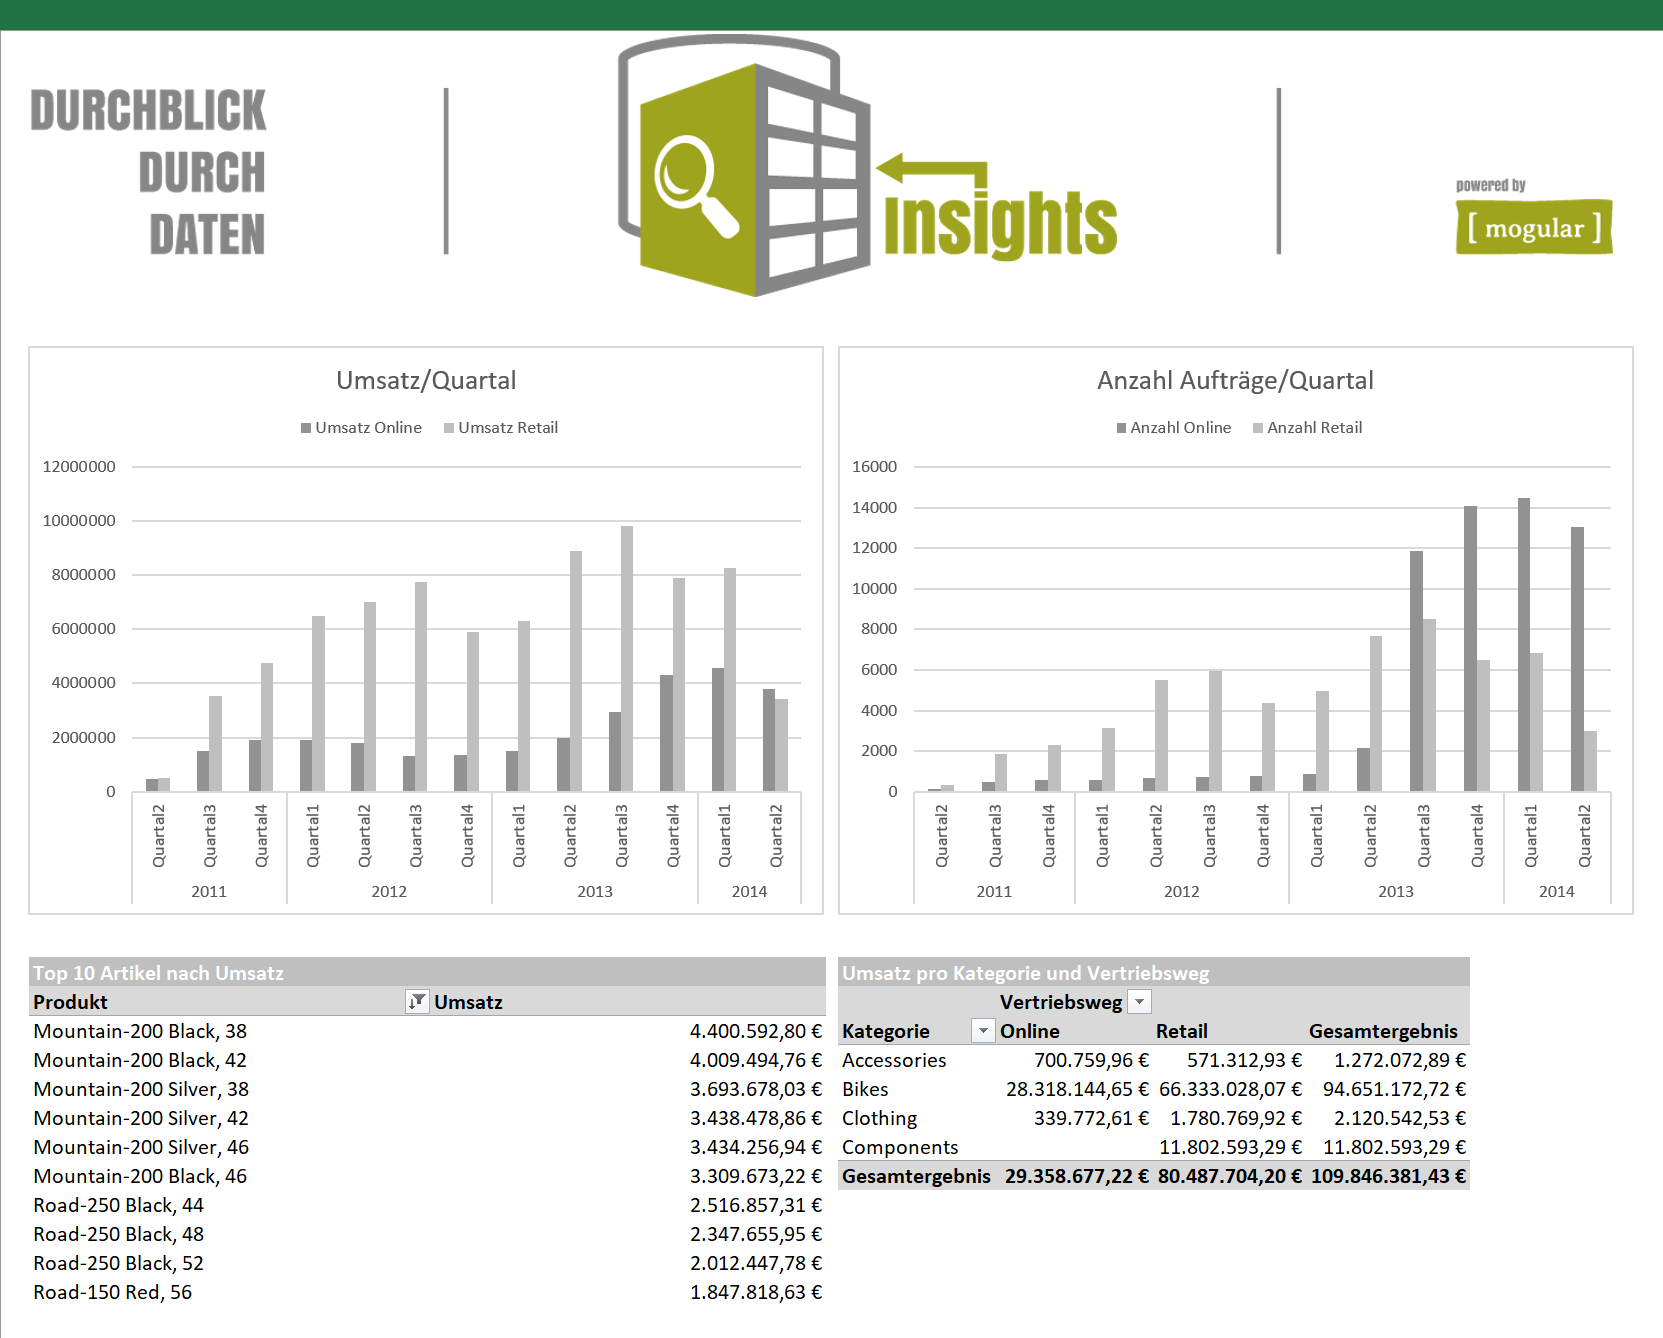 DURCHBLICK
DURCH
DATEN
Insights
powered by
[ mogular ]
Umsatz/Quartal
Umsatz Online Umsatz Retail
12000000
10000000
8000000
6000000
4000000
2000000
0
Quartal2 Quartal3 Quartal4 Quartal1 Quartal2 Quartal3 Quartal4 Quartal1 Quartal2 Quartal3 Quartal4 Quartal1 Quartal2
2011 2012 2013 2014
Anzahl Aufträge/Quartal
Anzahl Online Anzahl Retail
16000
14000
12000
10000
8000
6000
4000
2000
0
Quartal2 Quartal3 Quartal4 Quartal1 Quartal2 Quartal3 Quartal4 Quartal1 Quartal2 Quartal3 Quartal4 Quartal1 Quartal2
2011 2012 2013 2014
Top 10 Artikel nach Umsatz
Produkt Umsatz
Mountain-200 Black, 38 4.400.592,80 €
Mountain-200 Black, 42 4.009.494,76 €
Mountain-200 Silver, 38 3.693.678,03 €
Mountain-200 Silver, 42 3.438.478,86 €
Mountain-200 Silver, 46 3.434.256,94 €
Mountain-200 Black, 46 3.309.673,22 €
Road-250 Black, 44 2.516.857,31 €
Road-250 Black, 48 2.347.655,95 €
Road-250 Black, 52 2.012.447,78 €
Road-150 Red, 56 1.847.818,63 €
Umsatz pro Kategorie und Vertriebsweg
Vertriebsweg
Kategorie Online Retail Gesamtergebnis
Accessories 700.759,96 € 571.312,93 € 1.272.072,89 €
Bikes 28.318.144,65 € 66.333.028,07 € 94.651.172,72 €
Clothing 339.772,61 € 1.780.769,92 € 2.120.542,53 €
Components 11.802.593,29 € 11.802.593,29 €
Gesamtergebnis 29.358.677,22 € 80.487.704,20 € 109.846.381,43 €